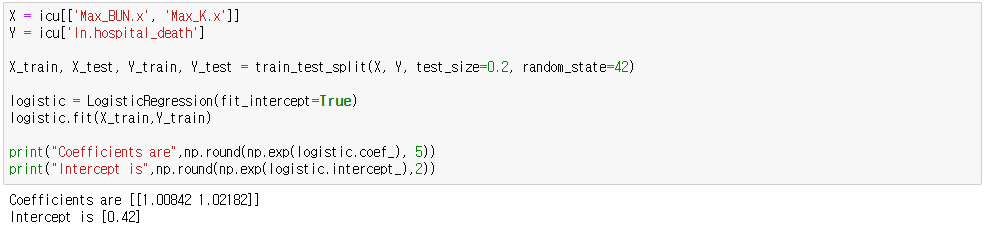 X = icu[['Max_BUN.x', 'Max_K.x']]
Y = icu['In.hospital_death']
X_train, X_test, Y_train, Y_test = train_test_split(X, Y, test_size=0.2, random_state=42)
logistic = LogisticRegression(fit_intercept=True)
logistic.fit(X_train,Y_train)
print("Coefficients are",np.round(np.exp(logistic.coef_), 5))
print("Intercept is",np.round(np.exp(logistic.intercept_),2))
Coefficients are [[1.00842 1.02182]]
Intercept is [0.42]